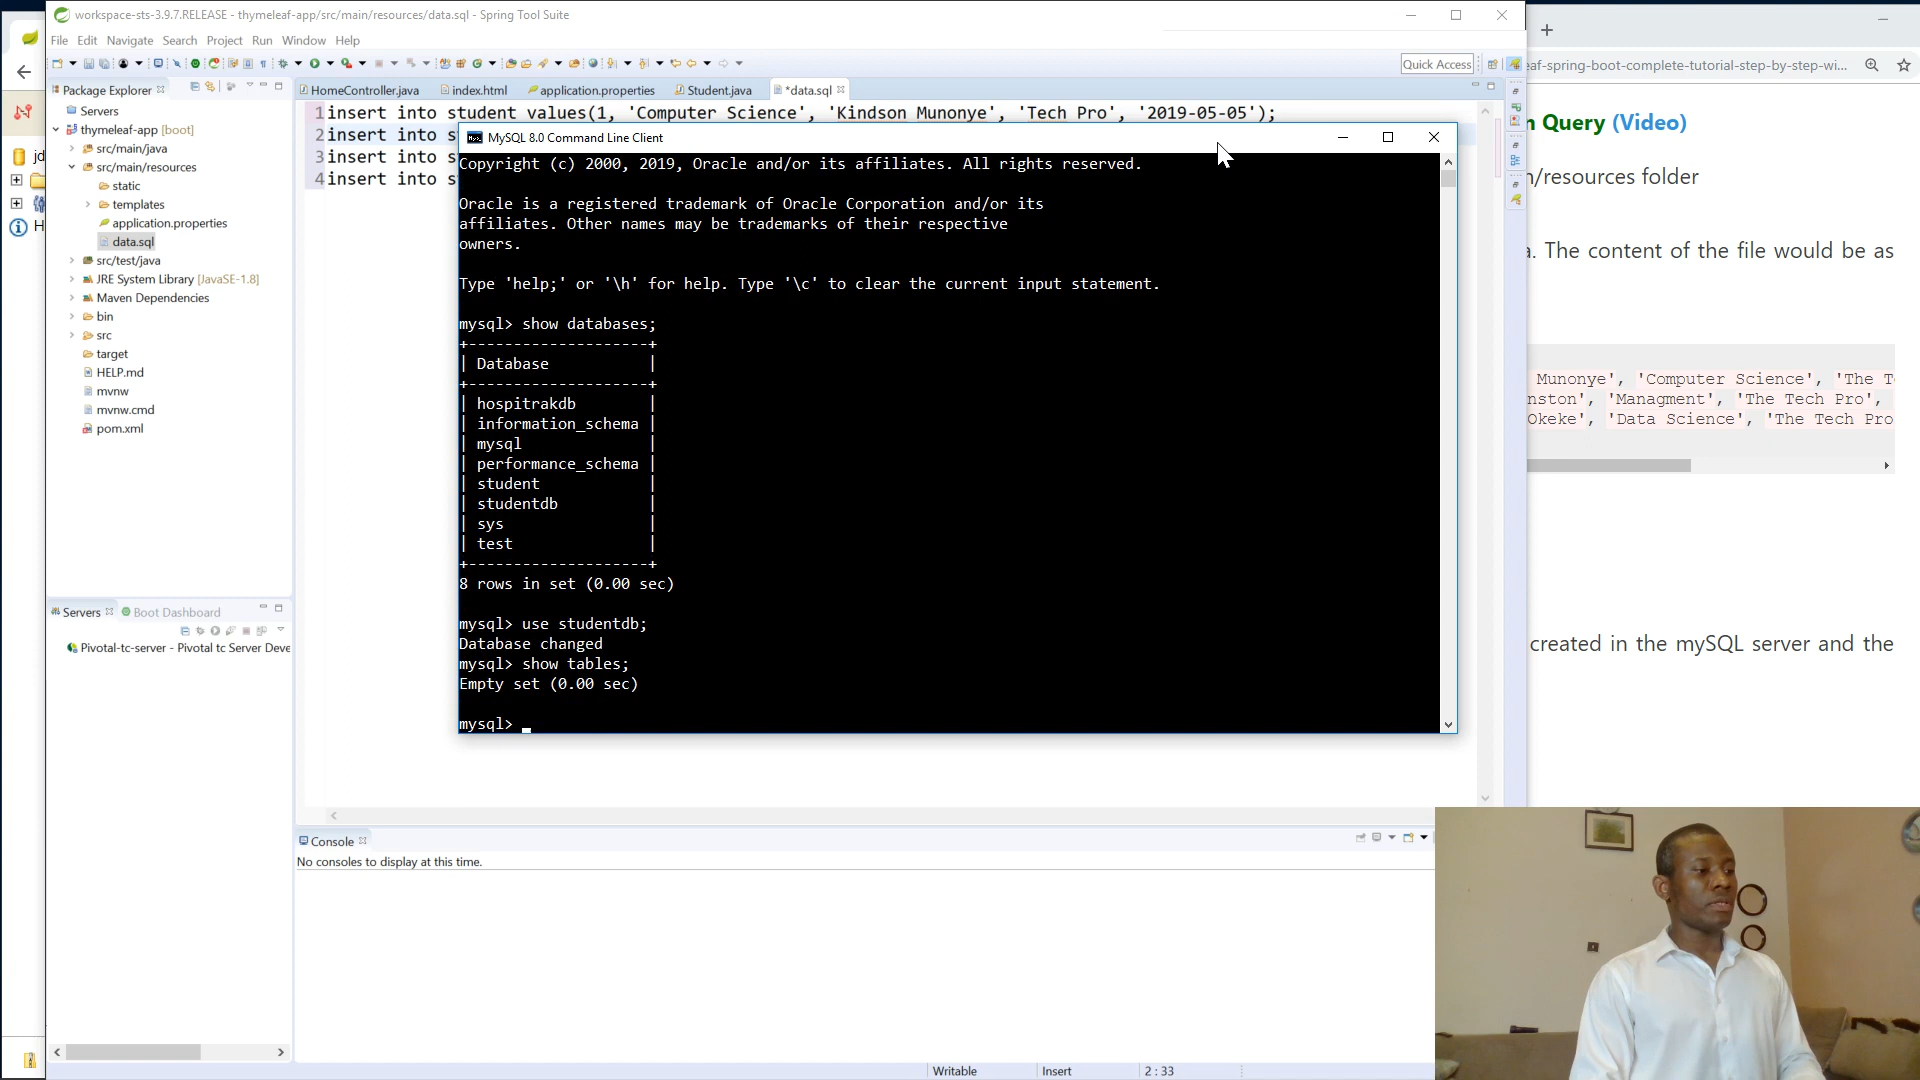 workspace-sts-3.9.7.RELEASE - thymeleaf-app/src/main/resources/data.sql - Spring Tool Suite
File Edit Navigate Search Project Run Window Help
Quick Access
Package Explorer
Servers
thymeleaf-app [boot]
src/main/java
src/main/resources
static
templates
application.properties
data.sql
src/test/java
JRE System Library [JavaSE-1.8]
Maven Dependencies
bin
src
target
HELP.md
mvnw
mvnw.cmd
pom.xml
Servers Boot Dashboard
Pivotal-tc-server - Pivotal tc Server Deve
HomeController.java index.html application.properties Student.java *data.sql
1 insert into student values(1, 'Computer Science', 'Kindson Munonye', 'Tech Pro', '2019-05-05');
2 insert into s
3 insert into s
4 insert into s
MySQL 8.0 Command Line Client
Copyright (c) 2000, 2019, Oracle and/or its affiliates. All rights reserved.
Oracle is a registered trademark of Oracle Corporation and/or its
affiliates. Other names may be trademarks of their respective
owners.
Type 'help;' or '\h' for help. Type '\c' to clear the current input statement.
mysql> show databases;
+--------------------+
| Database           |
+--------------------+
| hospitrakdb        |
| information_schema |
| mysql              |
| performance_schema |
| student            |
| studentdb          |
| sys                |
| test               |
+--------------------+
8 rows in set (0.00 sec)
mysql> use studentdb;
Database changed
mysql> show tables;
Empty set (0.00 sec)
mysql>
Console
No consoles to display at this time.
Writable Insert 2 : 33
eaf-spring-boot-complete-tutorial-step-by-step-wi...
n Query (Video)
n/resources folder
a. The content of the file would be as
Munonye', 'Computer Science', 'The T
nston', 'Managment', 'The Tech Pro',
Okeke', 'Data Science', 'The Tech Pro
created in the mySQL server and the
jd
H